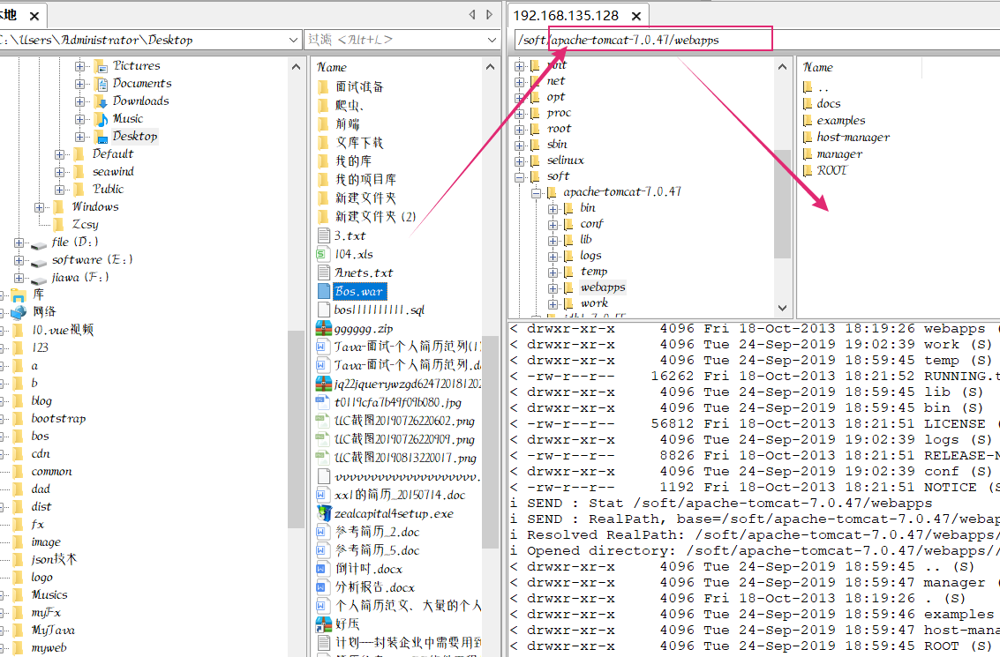 本地
C:\Users\Administrator\Desktop
过滤 <Alt+L>
Pictures
Documents
Downloads
Music
Desktop
Default
seawind
Public
Windows
Zcsy
file (D:)
software (E:)
jiawa (F:)
库
网络
10.vue视频
123
a
b
blog
bootstrap
bos
cdn
common
dad
dist
fx
image
json技术
logo
Musics
myFx
MyJava
myweb
Name
面试准备
爬虫、
前端
文库下载
我的库
我的项目库
新建文件夹
新建文件夹 (2)
3.txt
104.xls
Anets.txt
Bos.war
bos1111111111.sql
gggggg.zip
Java-面试-个人简历范列(1
Java-面试-个人简历范列.d
jq22jquerywzgd62472018120
t0119cfa7b49f09b080.jpg
UC截图20190726220602.png
UC截图20190726220909.png
UC截图20190813220017.png
xx1的简历_20150714.doc
zealcapital4setup.exe
参考简历_2.doc
参考简历_5.doc
倒计时.docx
分析报告.docx
个人简历范文、大量的个人
好压
计划----封装企业中需要用到
192.168.135.128
/soft/apache-tomcat-7.0.47/webapps
mnt
net
opt
proc
root
sbin
selinux
soft
apache-tomcat-7.0.47
bin
conf
lib
logs
temp
webapps
work
Name
..
docs
examples
host-manager
manager
ROOT
< drwxr-xr-x 4096 Fri 18-Oct-2013 18:19:26 webapps (
< drwxr-xr-x 4096 Tue 24-Sep-2019 19:02:39 work (S)
< drwxr-xr-x 4096 Tue 24-Sep-2019 18:59:45 temp (S)
< -rw-r--r-- 16262 Fri 18-Oct-2013 18:21:52 RUNNING.t
< drwxr-xr-x 4096 Tue 24-Sep-2019 18:59:45 lib (S)
< drwxr-xr-x 4096 Tue 24-Sep-2019 18:59:45 bin (S)
< -rw-r--r-- 56812 Fri 18-Oct-2013 18:21:51 LICENSE (
< drwxr-xr-x 4096 Tue 24-Sep-2019 19:02:39 logs (S)
< -rw-r--r-- 8826 Fri 18-Oct-2013 18:21:51 RELEASE-N
< drwxr-xr-x 4096 Tue 24-Sep-2019 19:02:39 conf (S)
< -rw-r--r-- 1192 Fri 18-Oct-2013 18:21:51 NOTICE (S
i SEND : Stat /soft/apache-tomcat-7.0.47/webapps
i SEND : RealPath, base=/soft/apache-tomcat-7.0.47/webap
i Resolved RealPath: /soft/apache-tomcat-7.0.47/webapps/
i Opened directory: /soft/apache-tomcat-7.0.47/webapps//
< drwxr-xr-x 4096 Tue 24-Sep-2019 18:59:45 .. (S)
< drwxr-xr-x 4096 Tue 24-Sep-2019 18:59:47 manager (
< drwxr-xr-x 4096 Fri 18-Oct-2013 18:19:26 . (S)
< drwxr-xr-x 4096 Tue 24-Sep-2019 18:59:46 examples
< drwxr-xr-x 4096 Tue 24-Sep-2019 18:59:47 host-mana
< drwxr-xr-x 4096 Tue 24-Sep-2019 18:59:45 ROOT (S)